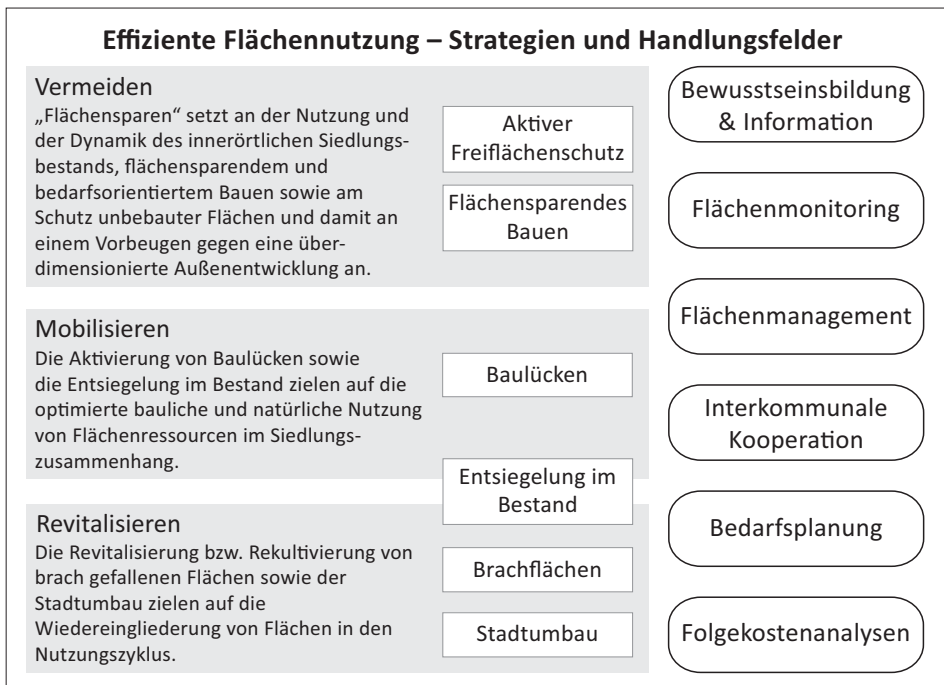 Effiziente Flächennutzung – Strategien und Handlungsfelder
Vermeiden
„Flächensparen“ setzt an der Nutzung und
der Dynamik des innerörtlichen Siedlungs-
bestands, flächensparendem und
bedarfsorientiertem Bauen sowie am
Schutz unbebauter Flächen und damit an
einem Vorbeugen gegen eine über-
dimensionierte Außenentwicklung an.
Aktiver
Freiflächenschutz
Flächensparendes
Bauen
Mobilisieren
Die Aktivierung von Baulücken sowie
die Entsiegelung im Bestand zielen auf die
optimierte bauliche und natürliche Nutzung
von Flächenressourcen im Siedlungs-
zusammenhang.
Baulücken
Entsiegelung im
Bestand
Revitalisieren
Die Revitalisierung bzw. Rekultivierung von
brach gefallenen Flächen sowie der
Stadtumbau zielen auf die
Wiedereingliederung von Flächen in den
Nutzungszyklus.
Brachflächen
Stadtumbau
Bewusstseinsbildung
& Information
Flächenmonitoring
Flächenmanagement
Interkommunale
Kooperation
Bedarfsplanung
Folgekostenanalysen